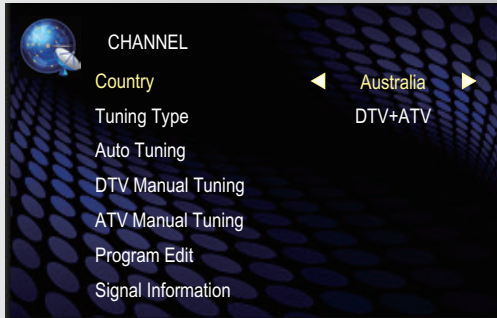 CHANNEL
Country Australia
Tuning Type DTV+ATV
Auto Tuning
DTV Manual Tuning
ATV Manual Tuning
Program Edit
Signal Information